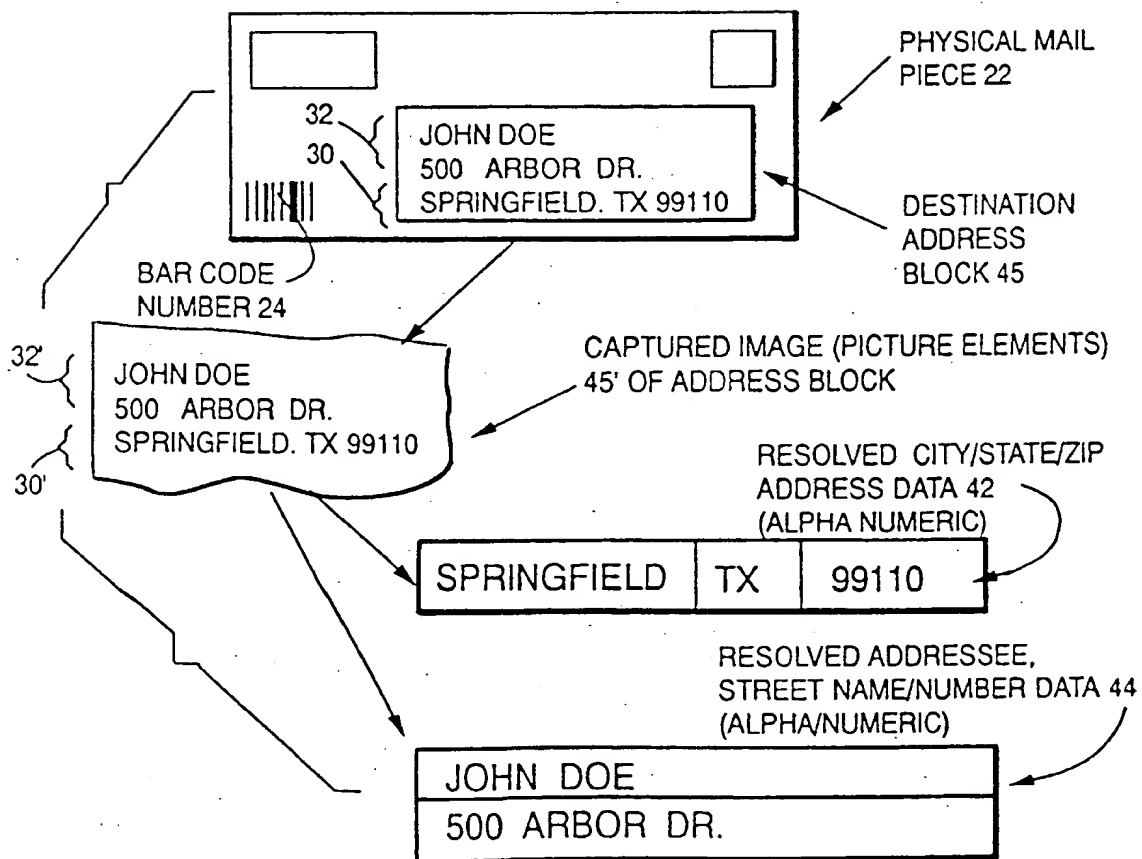 PHYSICAL MAIL
PIECE 22
32
30
JOHN DOE
500 ARBOR DR.
SPRINGFIELD. TX 99110
DESTINATION
ADDRESS
BLOCK 45
BAR CODE
NUMBER 24
32'
30'
JOHN DOE
500 ARBOR DR.
SPRINGFIELD. TX 99110
CAPTURED IMAGE (PICTURE ELEMENTS)
45' OF ADDRESS BLOCK
RESOLVED CITY/STATE/ZIP
ADDRESS DATA 42
(ALPHA NUMERIC)
SPRINGFIELD TX 99110
RESOLVED ADDRESSEE,
STREET NAME/NUMBER DATA 44
(ALPHA/NUMERIC)
JOHN DOE
500 ARBOR DR.